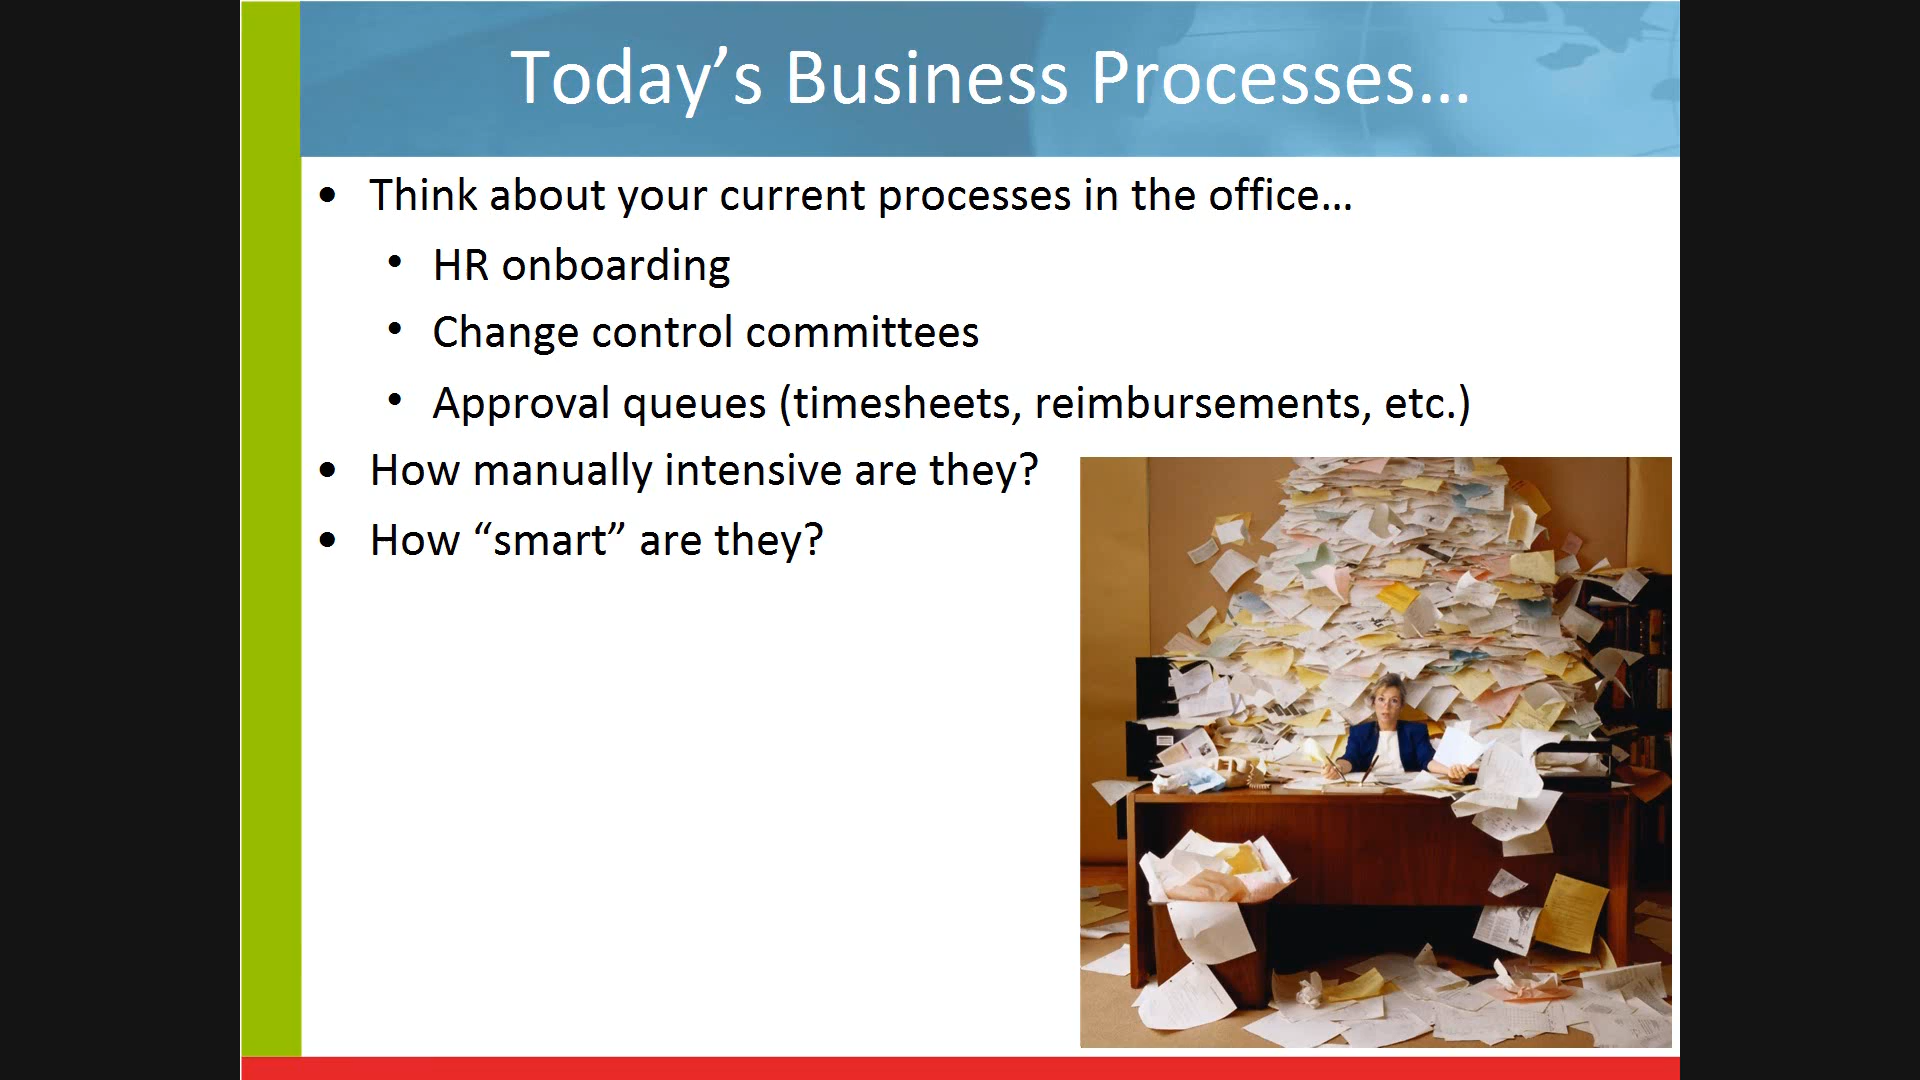 Today’s Business Processes…
• Think about your current processes in the office…
• HR onboarding
• Change control committees
• Approval queues (timesheets, reimbursements, etc.)
• How manually intensive are they?
• How “smart” are they?